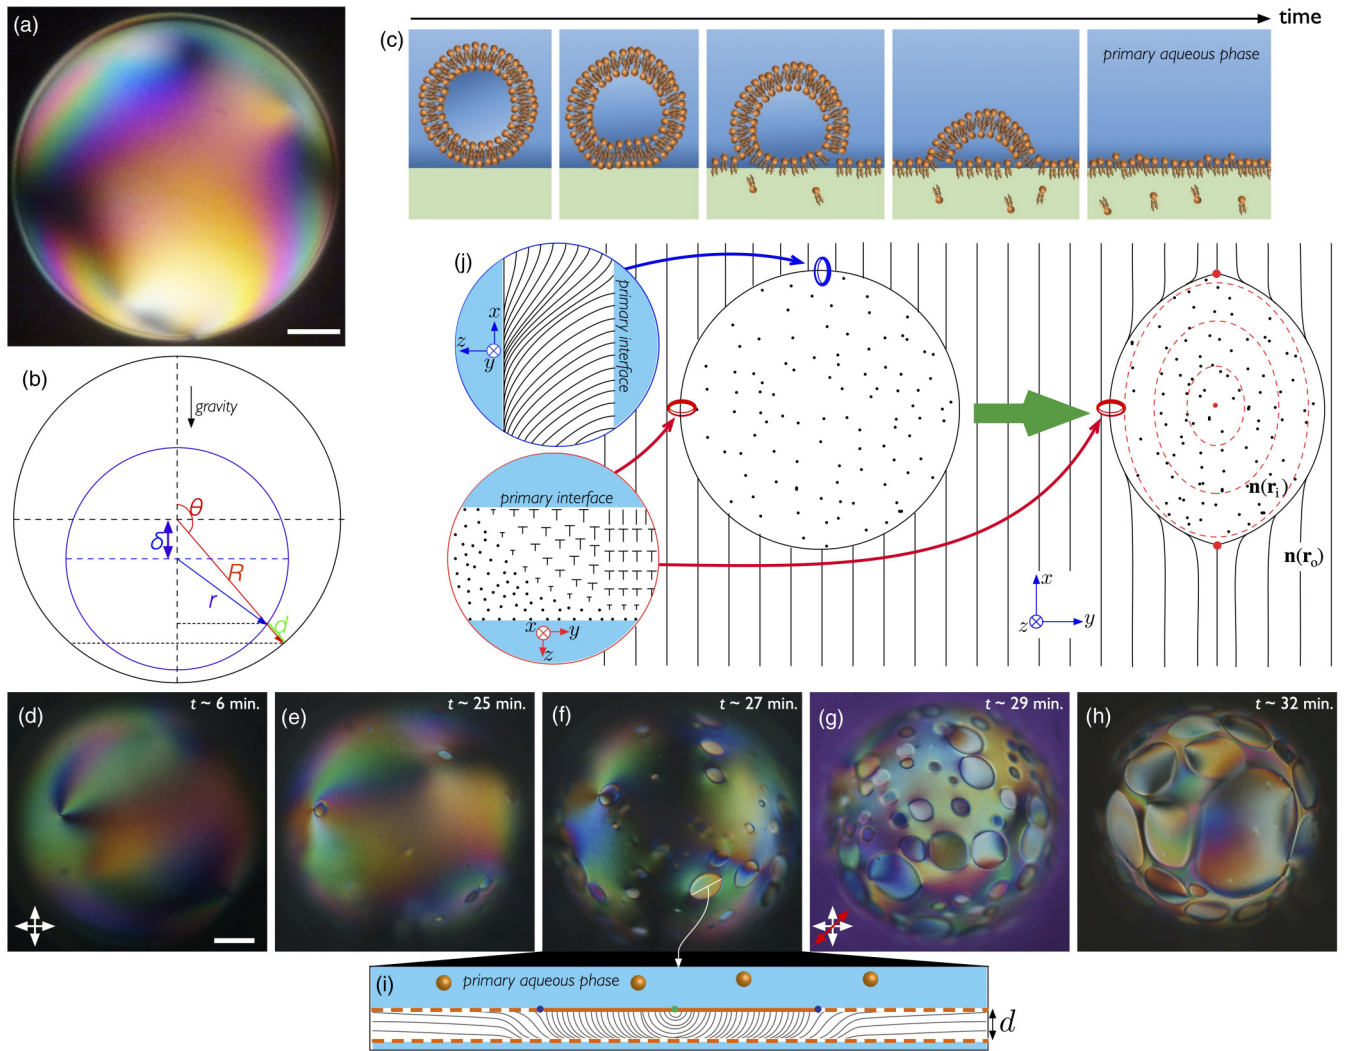 (a)
(c)
time
primary aqueous phase
(b)
gravity
θ
δ
R
r
d
(j)
x
z
y
primary interface
primary interface
x
y
z
x
z
y
n(rᵢ)
n(rₒ)
(d)
t ~ 6 min.
(e)
t ~ 25 min.
(f)
t ~ 27 min.
(g)
t ~ 29 min.
(h)
t ~ 32 min.
(i)
primary aqueous phase
d